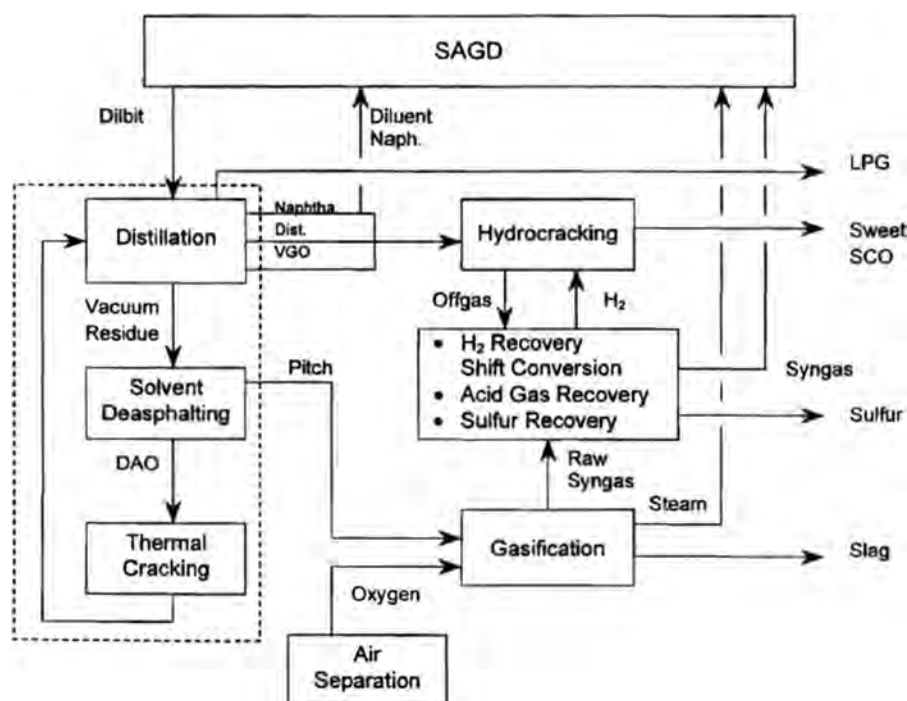 SAGD
Dilbit
Diluent
Naph.
LPG
Naphtha
Dist.
VGO
Distillation
Hydrocracking
Sweet
SCO
Vacuum
Residue
Offgas
H₂
Pitch
• H₂ Recovery
Shift Conversion
• Acid Gas Recovery
• Sulfur Recovery
Syngas
Sulfur
Solvent
Deasphalting
DAO
Raw
Syngas
Steam
Thermal
Cracking
Gasification
Slag
Oxygen
Air
Separation